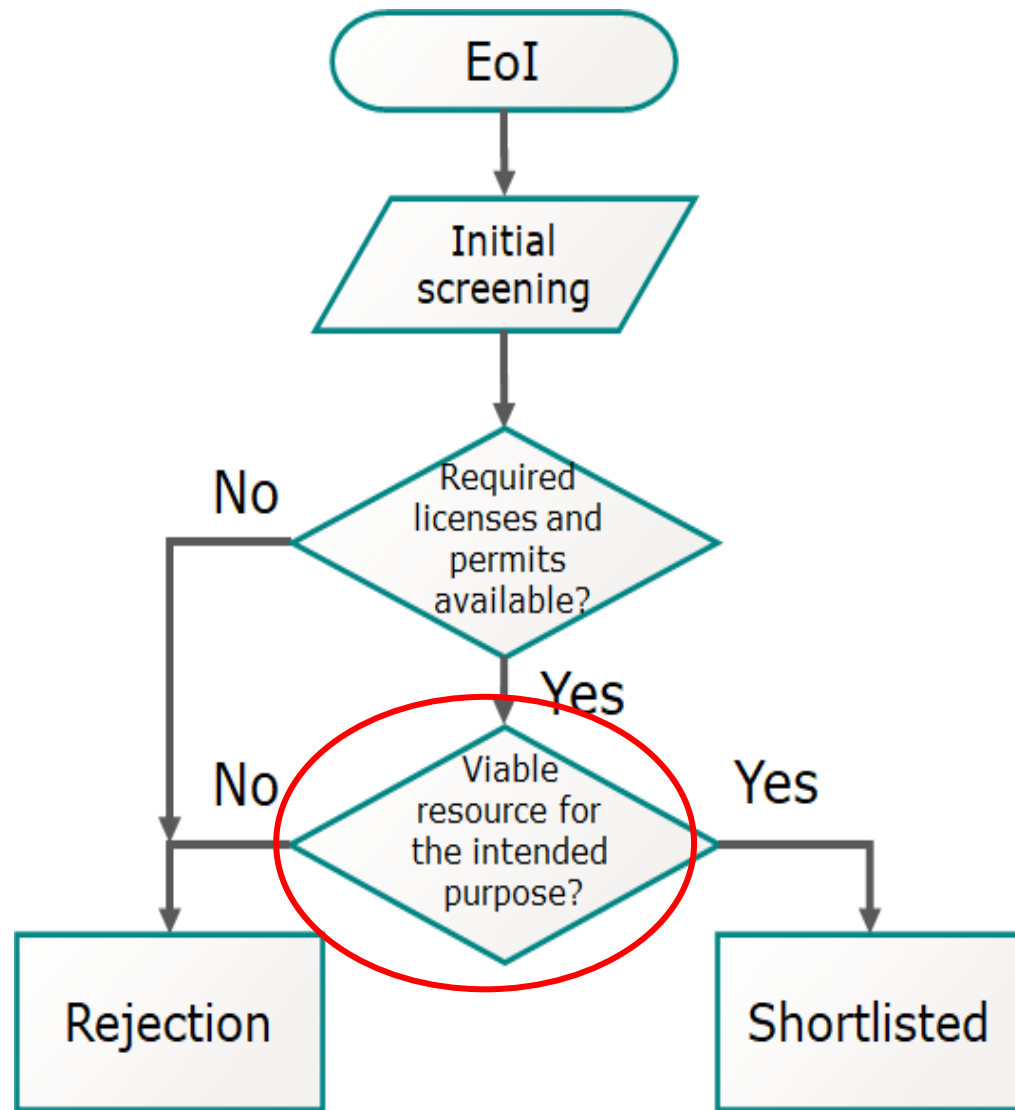 EoI
Initial
screening
No
Required
licenses and
permits
available?
Yes
No
Viable
resource for
the intended
purpose?
Yes
Rejection
Shortlisted